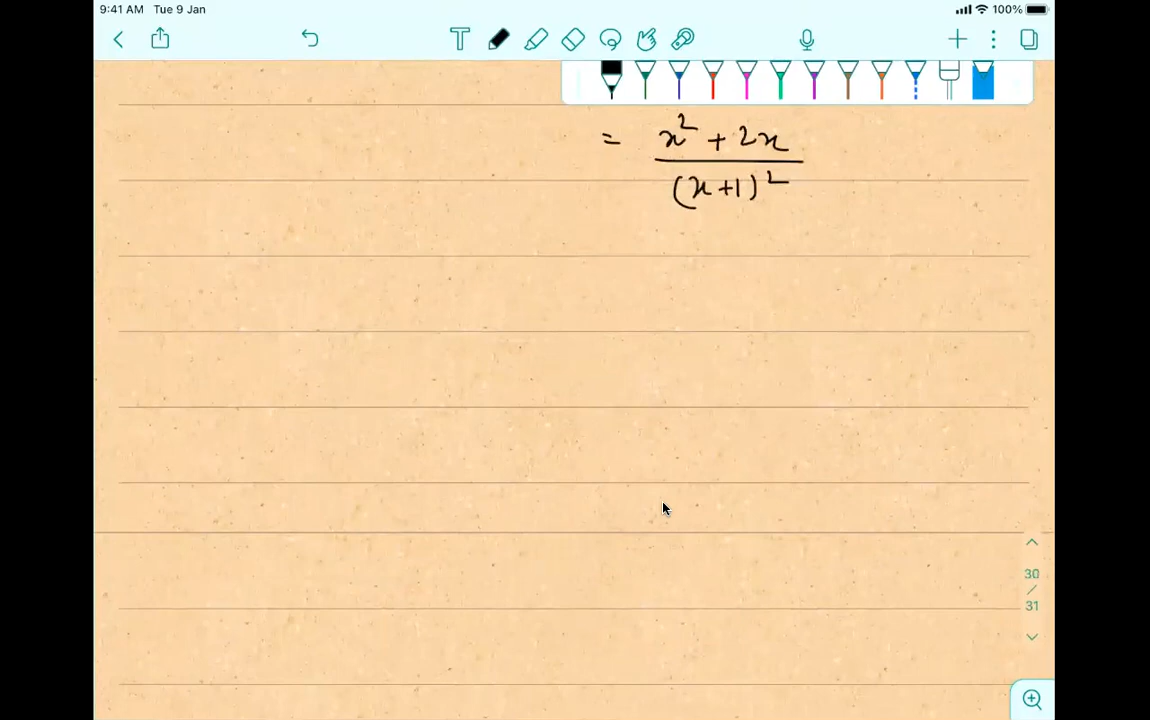 9:41 AM Tue 9 Jan 100%
= x² + 2x
(x+1)²
30
/
31